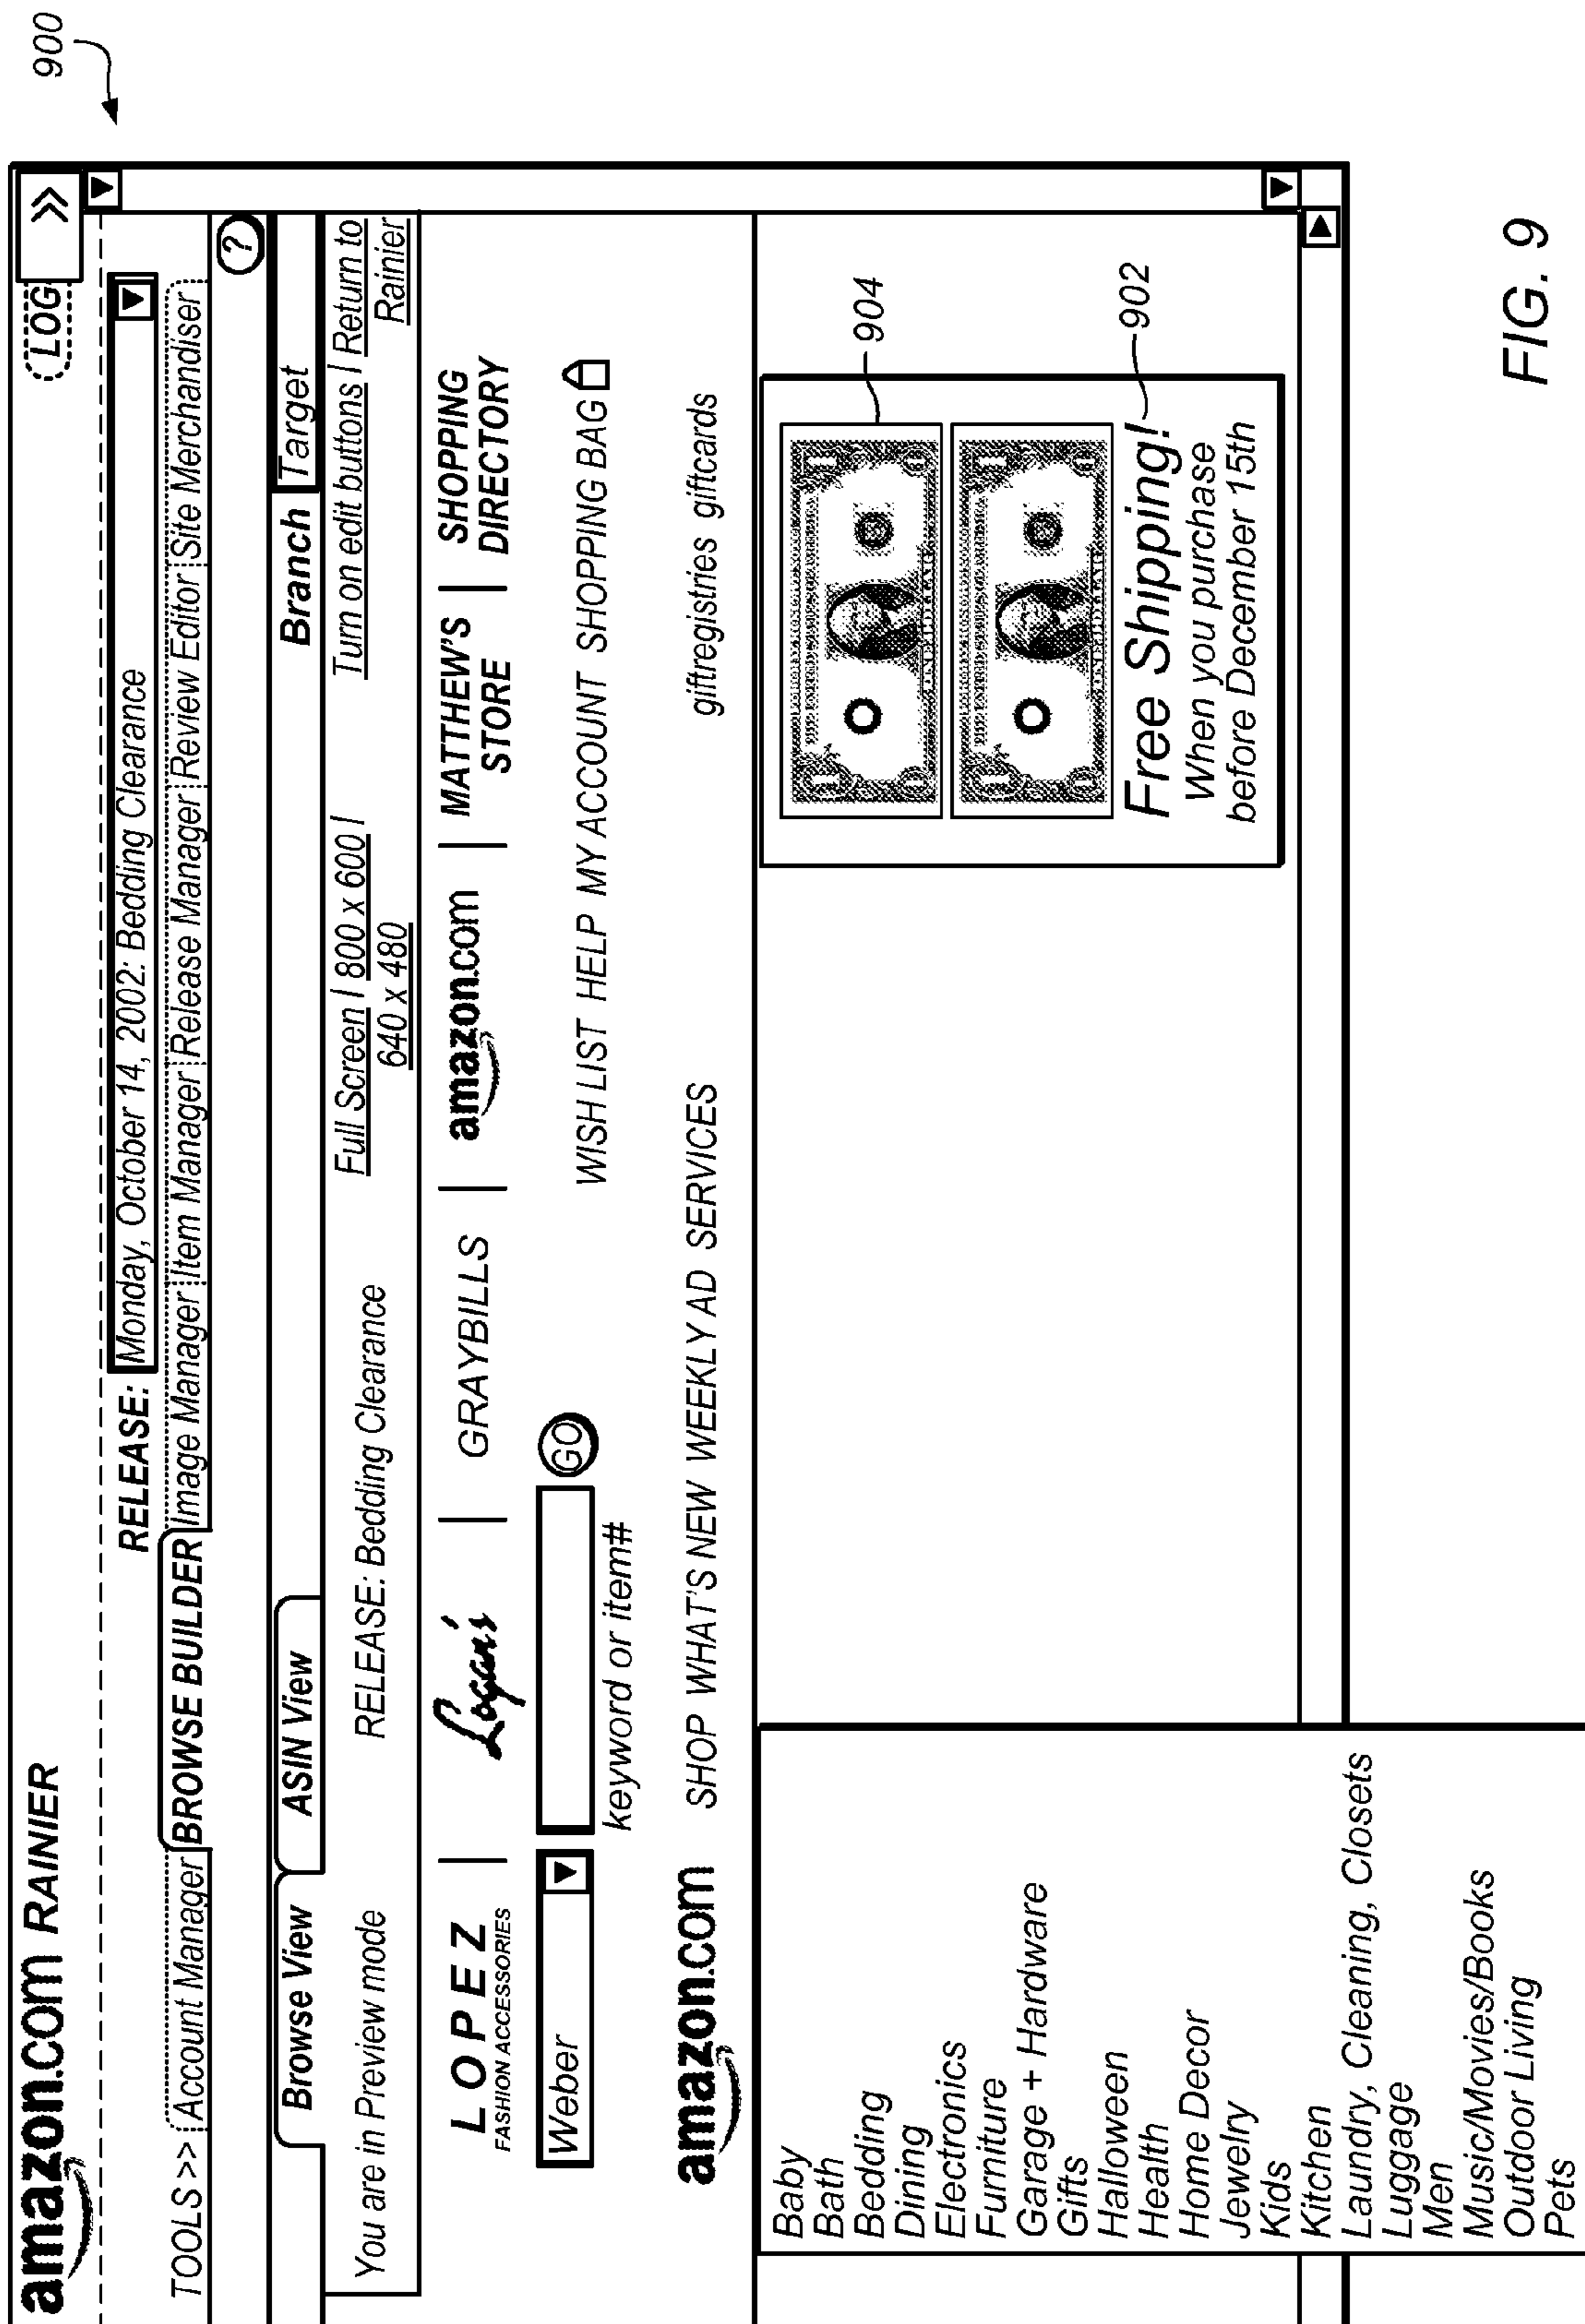 900
amazon.com RAINIER
LOG >>
RELEASE: Monday, October 14, 2002: Bedding Clearance
TOOLS >> Account Manager BROWSE BUILDER Image Manager Item Manager Release Manager Review Editor Site Merchandiser
?
Browse View ASIN View Branch Target
You are in Preview mode RELEASE: Bedding Clearance Full Screen | 800 x 600 | Turn on edit buttons | Return to
640 x 480 Rainier
LOPEZ | Logan's | GRAYBILLS | amazon.com | MATTHEW'S | SHOPPING
FASHION ACCESSORIES STORE DIRECTORY
Weber GO WISH LIST HELP MY ACCOUNT SHOPPING BAG
keyword or item#
amazon.com SHOP WHAT'S NEW WEEKLY AD SERVICES giftregistries giftcards
Baby
Bath
Bedding
Dining
Electronics
Furniture
Garage + Hardware
Gifts
Halloween
Health
Home Decor
Jewelry
Kids
Kitchen
Laundry, Cleaning, Closets
Luggage
Men
Music/Movies/Books
Outdoor Living
Pets
904
902
Free Shipping!
When you purchase
before December 15th
FIG. 9